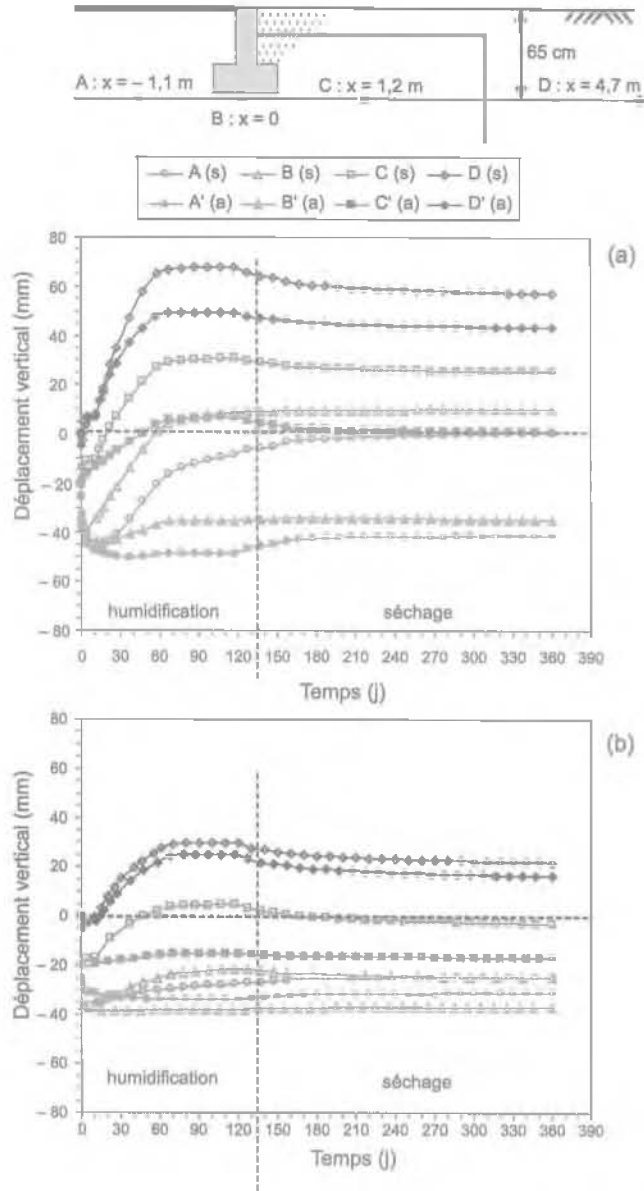 65 cm
A : x = – 1,1 m
C : x = 1,2 m
D : x = 4,7 m
B : x = 0
A (s) B (s) C (s) D (s)
A' (a) B' (a) C' (a) D' (a)
(a)
Déplacement vertical (mm)
80
60
40
20
0
– 20
– 40
– 60
– 80
humidification séchage
0 30 60 90 120 150 180 210 240 270 300 330 360 390
Temps (j)
(b)
Déplacement vertical (mm)
80
60
40
20
0
– 20
– 40
– 60
– 80
humidification séchage
0 30 60 90 120 150 180 210 240 270 300 330 360 390
Temps (j)